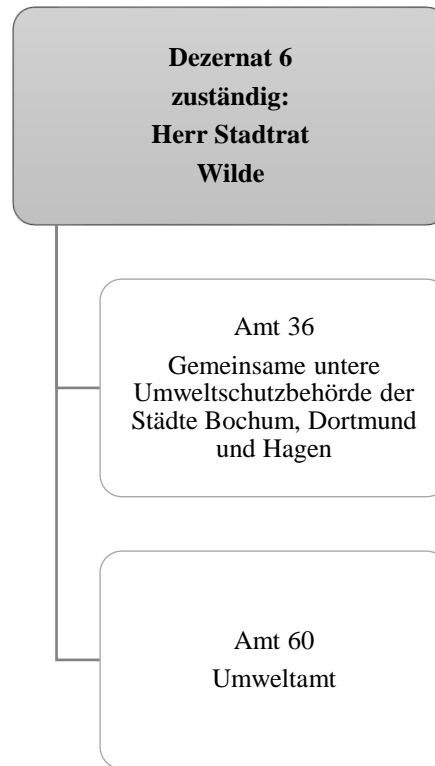 Dezernat 6
zuständig:
Herr Stadtrat
Wilde
Amt 36
Gemeinsame untere
Umweltschutzbehörde der
Städte Bochum, Dortmund
und Hagen
Amt 60
Umweltamt